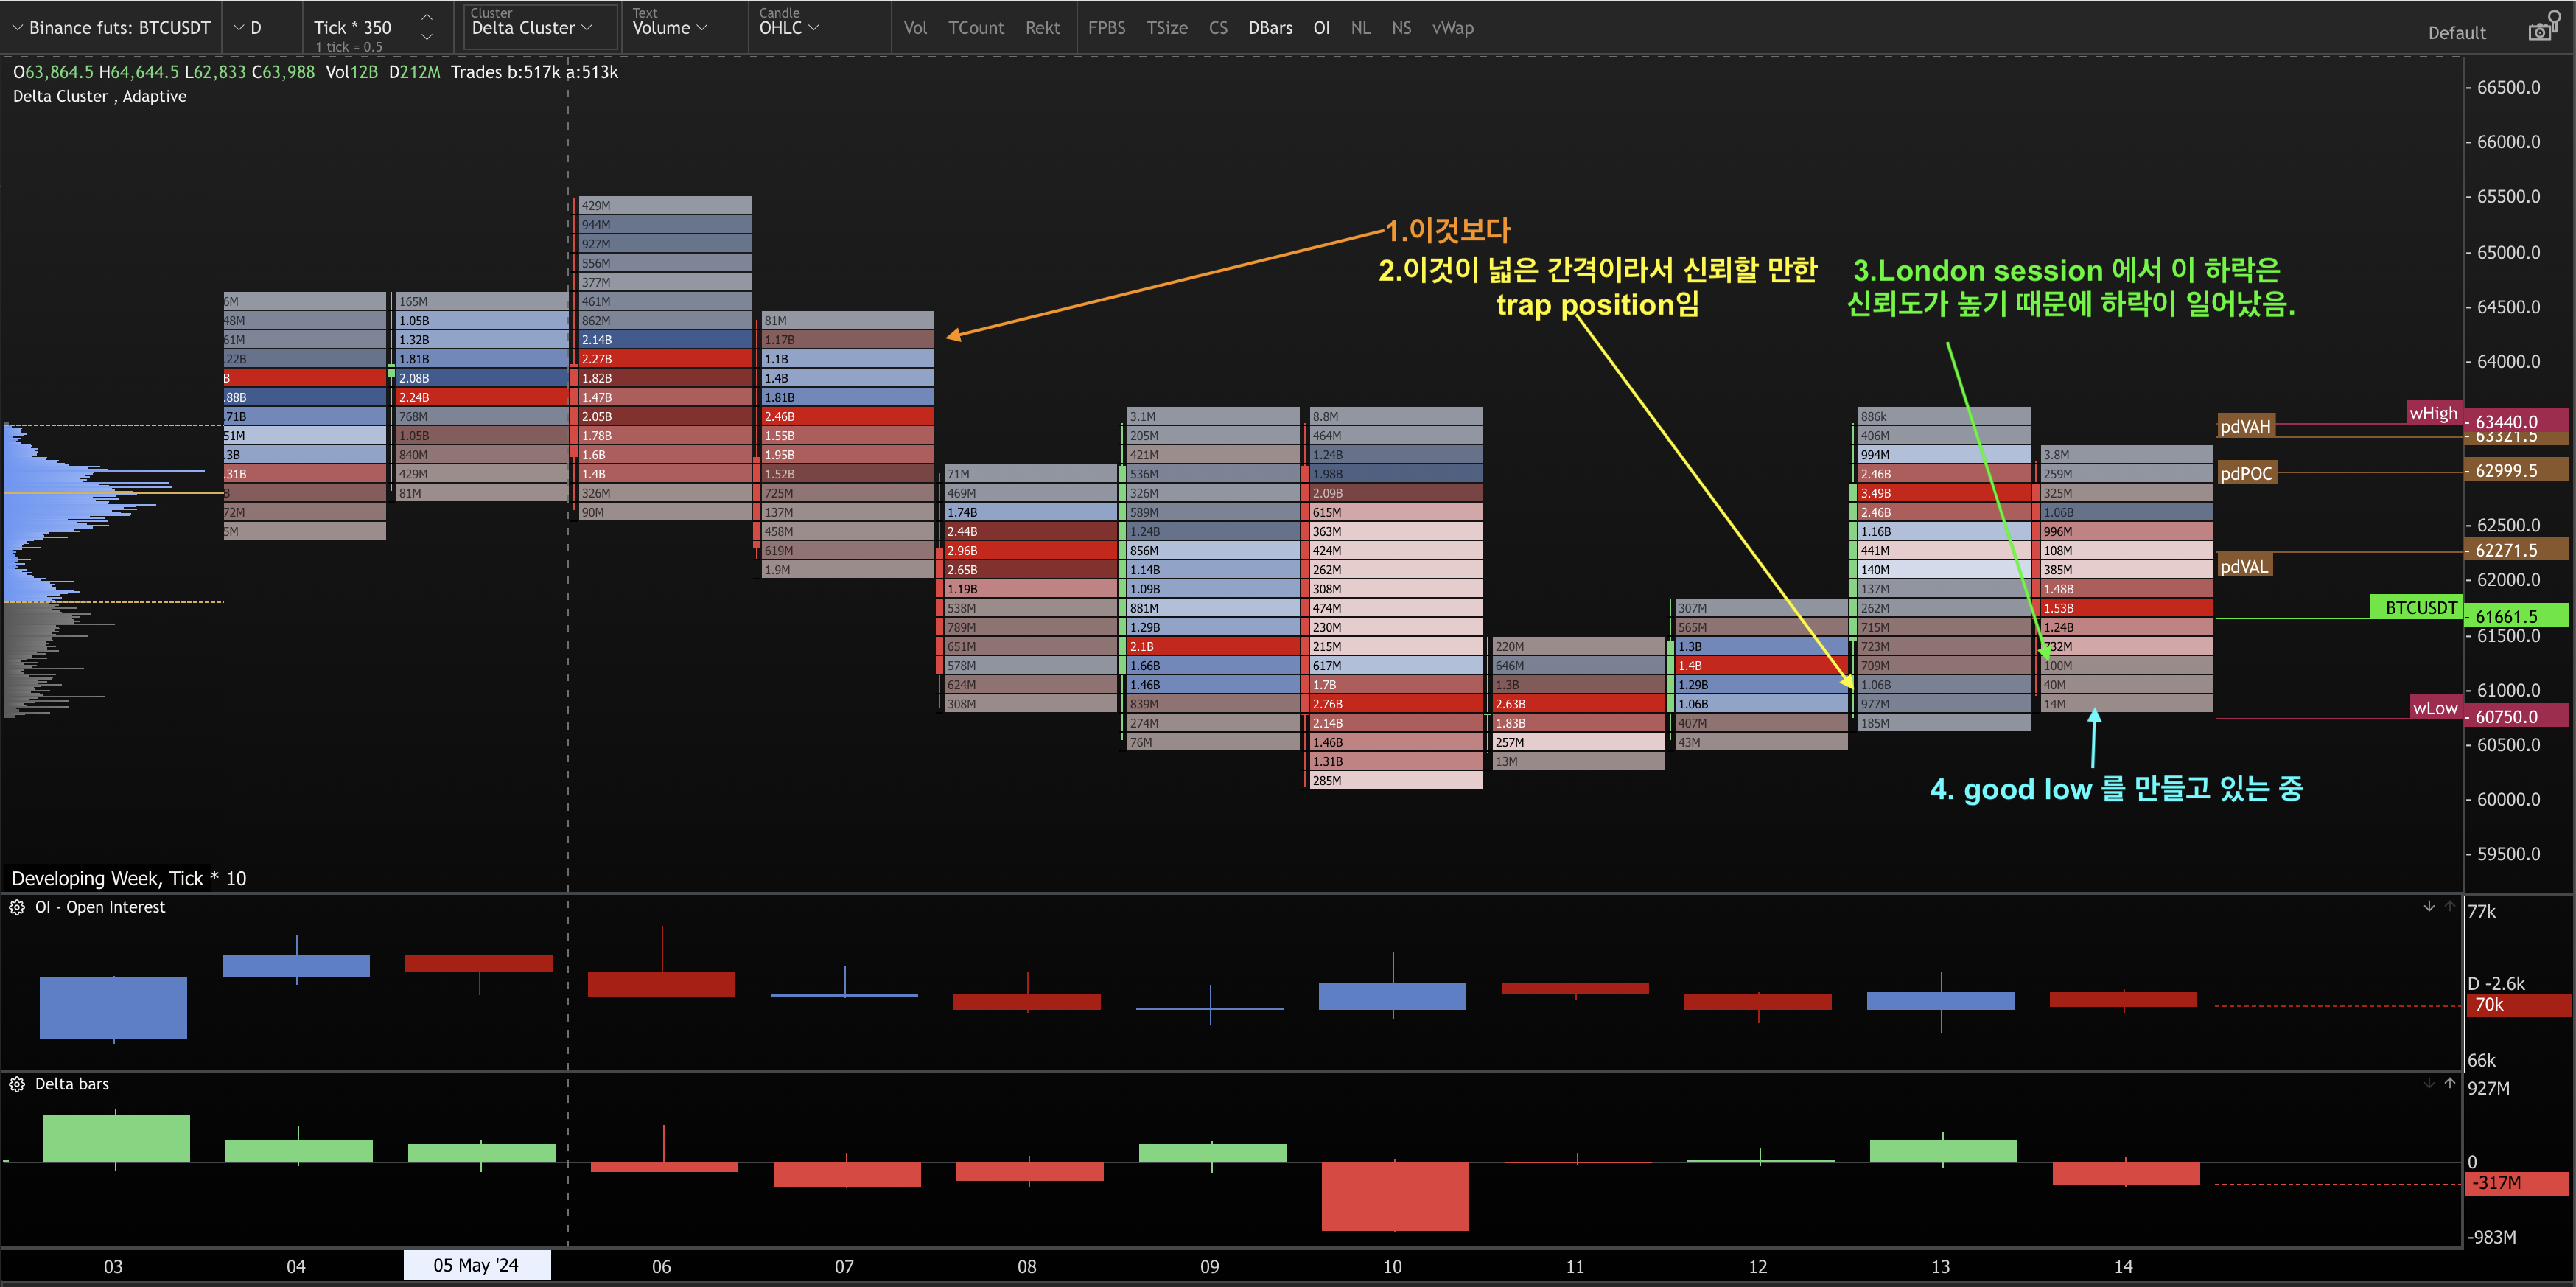 Binance futs: BTCUSDT
D
Tick * 350
1 tick = 0.5
Cluster
Delta Cluster
Text
Volume
Candle
OHLC
Vol TCount Rekt FPBS TSize CS DBars OI NL NS vWap
Default
O63,864.5 H64,644.5 L62,833 C63,988 Vol12B D212M Trades b:517k a:513k
Delta Cluster , Adaptive
1.이것보다
2.이것이 넓은 간격이라서 신뢰할 만한
trap position임
3.London session 에서 이 하락은
신뢰도가 높기 때문에 하락이 일어났음.
4. good low 를 만들고 있는 중
6M
48M
61M
.22B
B
.88B
.71B
51M
.3B
.31B
B
72M
5M
165M
1.05B
1.32B
1.81B
2.08B
2.24B
768M
1.05B
840M
429M
81M
429M
944M
927M
556M
377M
461M
862M
2.14B
2.27B
1.82B
1.47B
2.05B
1.78B
1.6B
1.4B
326M
90M
81M
1.17B
1.1B
1.4B
1.81B
2.46B
1.55B
1.95B
1.52B
725M
137M
458M
619M
1.9M
71M
469M
1.74B
2.44B
2.96B
2.65B
1.19B
538M
789M
651M
578M
624M
308M
3.1M
205M
421M
536M
326M
589M
1.24B
856M
1.14B
1.09B
881M
1.29B
2.1B
1.66B
1.46B
839M
274M
76M
8.8M
464M
1.24B
1.98B
2.09B
615M
363M
424M
262M
308M
474M
230M
215M
617M
1.7B
2.76B
2.14B
1.46B
1.31B
285M
220M
646M
1.3B
2.63B
1.83B
257M
13M
307M
565M
1.3B
1.4B
1.29B
1.06B
407M
43M
886k
406M
994M
2.46B
3.49B
2.46B
1.16B
441M
140M
137M
262M
715M
723M
709M
1.06B
977M
185M
3.8M
259M
325M
1.06B
996M
108M
385M
1.48B
1.53B
1.24B
732M
100M
40M
14M
pdVAH
pdPOC
pdVAL
wHigh
BTCUSDT
wLow
66500.0
66000.0
65500.0
65000.0
64500.0
64000.0
63440.0
63321.5
62999.5
62500.0
62271.5
62000.0
61661.5
61500.0
61000.0
60750.0
60500.0
60000.0
59500.0
Developing Week, Tick * 10
OI - Open Interest
77k
D -2.6k
70k
66k
Delta bars
927M
0
-317M
-983M
03 04 05 May '24 06 07 08 09 10 11 12 13 14